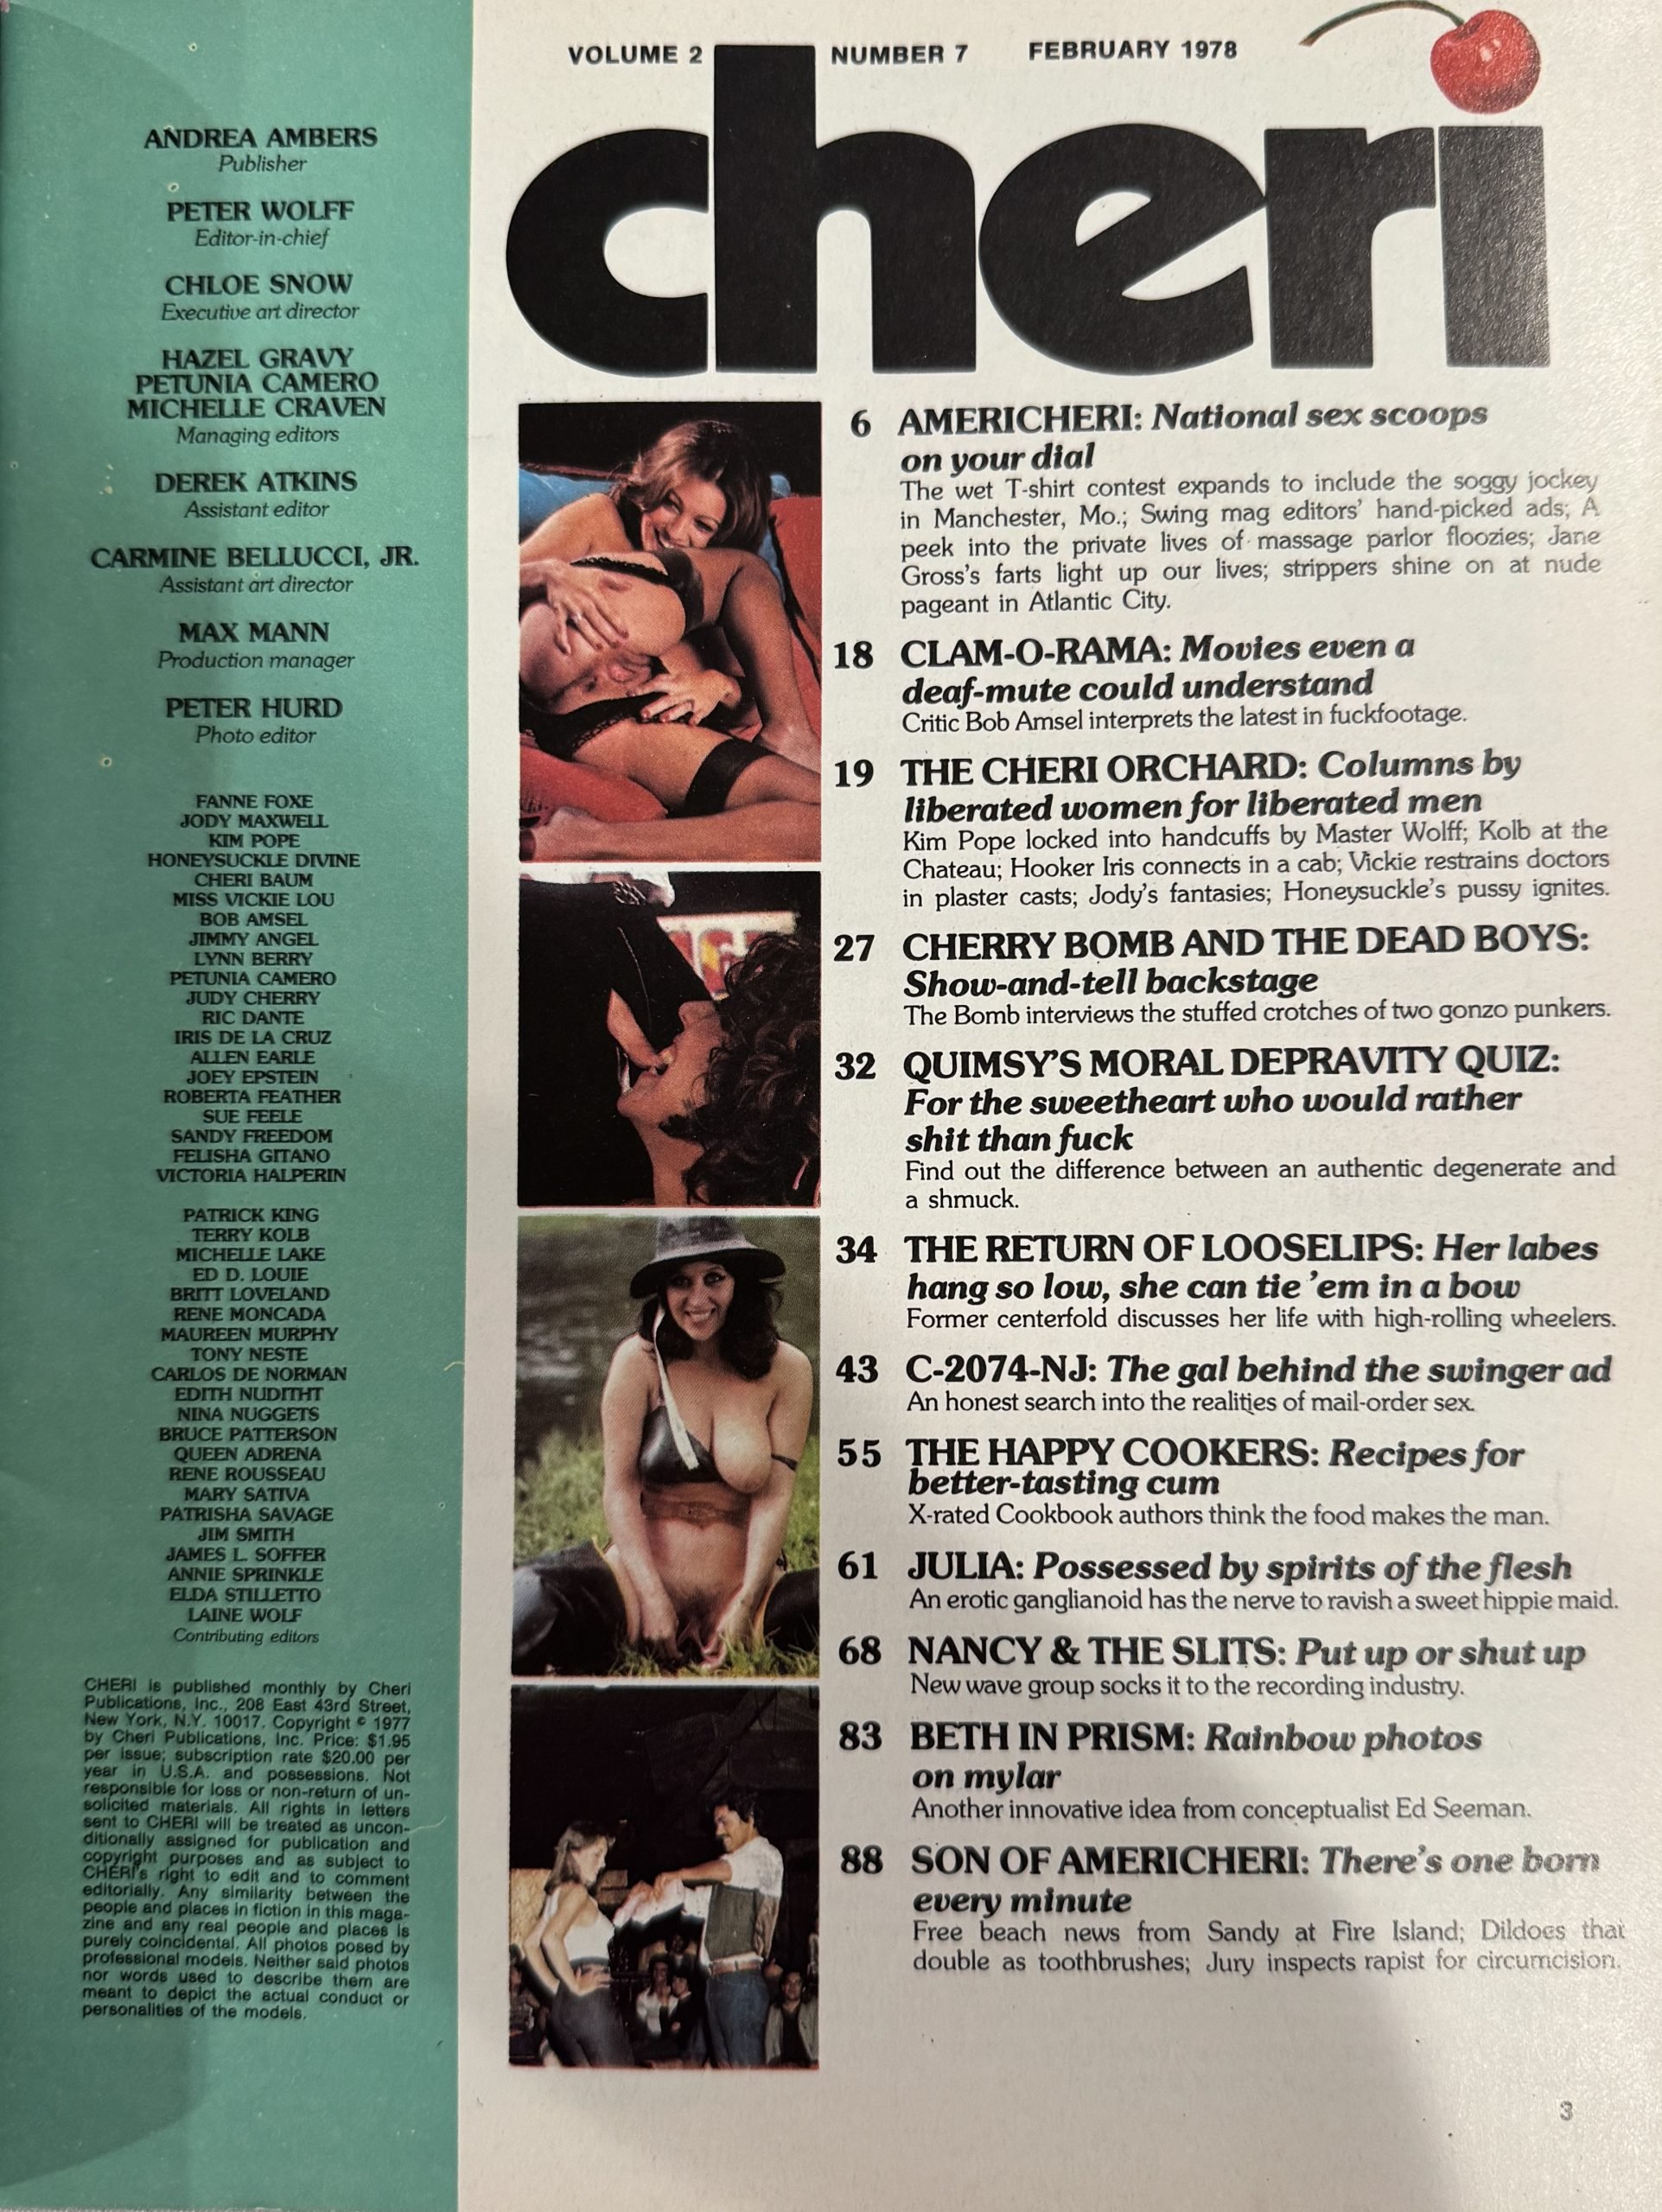 ANDREA AMBERS
Publisher
PETER WOLFF
Editor-in-chief
CHLOE SNOW
Executive art director
HAZEL GRAVY
PETUNIA CAMERO
MICHELLE CRAVEN
Managing editors
DEREK ATKINS
Assistant editor
CARMINE BELLUCCI, JR.
Assistant art director
MAX MANN
Production manager
PETER HURD
Photo editor
FANNE FOXE
JODY MAXWELL
KIM POPE
HONEYSUCKLE DIVINE
CHERI BAUM
MISS VICKIE LOU
BOB AMSEL
JIMMY ANGEL
LYNN BERRY
PETUNIA CAMERO
JUDY CHERRY
RIC DANTE
IRIS DE LA CRUZ
ALLEN EARLE
JOEY EPSTEIN
ROBERTA FEATHER
SUE FEELE
SANDY FREEDOM
FELISHA GITANO
VICTORIA HALPERIN
PATRICK KING
TERRY KOLB
MICHELLE LAKE
ED D. LOUIE
BRITT LOVELAND
RENE MONCADA
MAUREEN MURPHY
TONY NESTE
CARLOS DE NORMAN
EDITH NUDITHT
NINA NUGGETS
BRUCE PATTERSON
QUEEN ADRENA
RENE ROUSSEAU
MARY SATIVA
PATRISHA SAVAGE
JIM SMITH
JAMES L. SOFFER
ANNIE SPRINKLE
ELDA STILLETTO
LAINE WOLF
Contributing editors
CHERI is published monthly by Cheri
Publications, Inc., 208 East 43rd Street,
New York, N.Y. 10017. Copyright © 1977
by Cheri Publications, Inc. Price: $1.95
per issue; subscription rate $20.00 per
year in U.S.A. and possessions. Not
responsible for loss or non-return of un-
solicited materials. All rights in letters
sent to CHERI will be treated as uncon-
ditionally assigned for publication and
copyright purposes and as subject to
CHERI's right to edit and to comment
editorially. Any similarity between the
people and places in fiction in this maga-
zine and any real people and places is
purely coincidental. All photos posed by
professional models. Neither said photos
nor words used to describe them are
meant to depict the actual conduct or
personalities of the models.
VOLUME 2 NUMBER 7 FEBRUARY 1978
cheri
6 AMERICHERI: National sex scoops
on your dial
The wet T-shirt contest expands to include the soggy jockey
in Manchester, Mo.; Swing mag editors' hand-picked ads; A
peek into the private lives of massage parlor floozies; Jane
Gross's farts light up our lives; strippers shine on at nude
pageant in Atlantic City.
18 CLAM-O-RAMA: Movies even a
deaf-mute could understand
Critic Bob Amsel interprets the latest in fuckfootage.
19 THE CHERI ORCHARD: Columns by
liberated women for liberated men
Kim Pope locked into handcuffs by Master Wolff; Kolb at the
Chateau; Hooker Iris connects in a cab; Vickie restrains doctors
in plaster casts; Jody's fantasies; Honeysuckle's pussy ignites.
27 CHERRY BOMB AND THE DEAD BOYS:
Show-and-tell backstage
The Bomb interviews the stuffed crotches of two gonzo punkers.
32 QUIMSY'S MORAL DEPRAVITY QUIZ:
For the sweetheart who would rather
shit than fuck
Find out the difference between an authentic degenerate and
a shmuck.
34 THE RETURN OF LOOSELIPS: Her labes
hang so low, she can tie 'em in a bow
Former centerfold discusses her life with high-rolling wheelers.
43 C-2074-NJ: The gal behind the swinger ad
An honest search into the realities of mail-order sex.
55 THE HAPPY COOKERS: Recipes for
better-tasting cum
X-rated Cookbook authors think the food makes the man.
61 JULIA: Possessed by spirits of the flesh
An erotic ganglianoid has the nerve to ravish a sweet hippie maid.
68 NANCY & THE SLITS: Put up or shut up
New wave group socks it to the recording industry.
83 BETH IN PRISM: Rainbow photos
on mylar
Another innovative idea from conceptualist Ed Seeman.
88 SON OF AMERICHERI: There's one born
every minute
Free beach news from Sandy at Fire Island; Dildoes that
double as toothbrushes; Jury inspects rapist for circumcision.
3